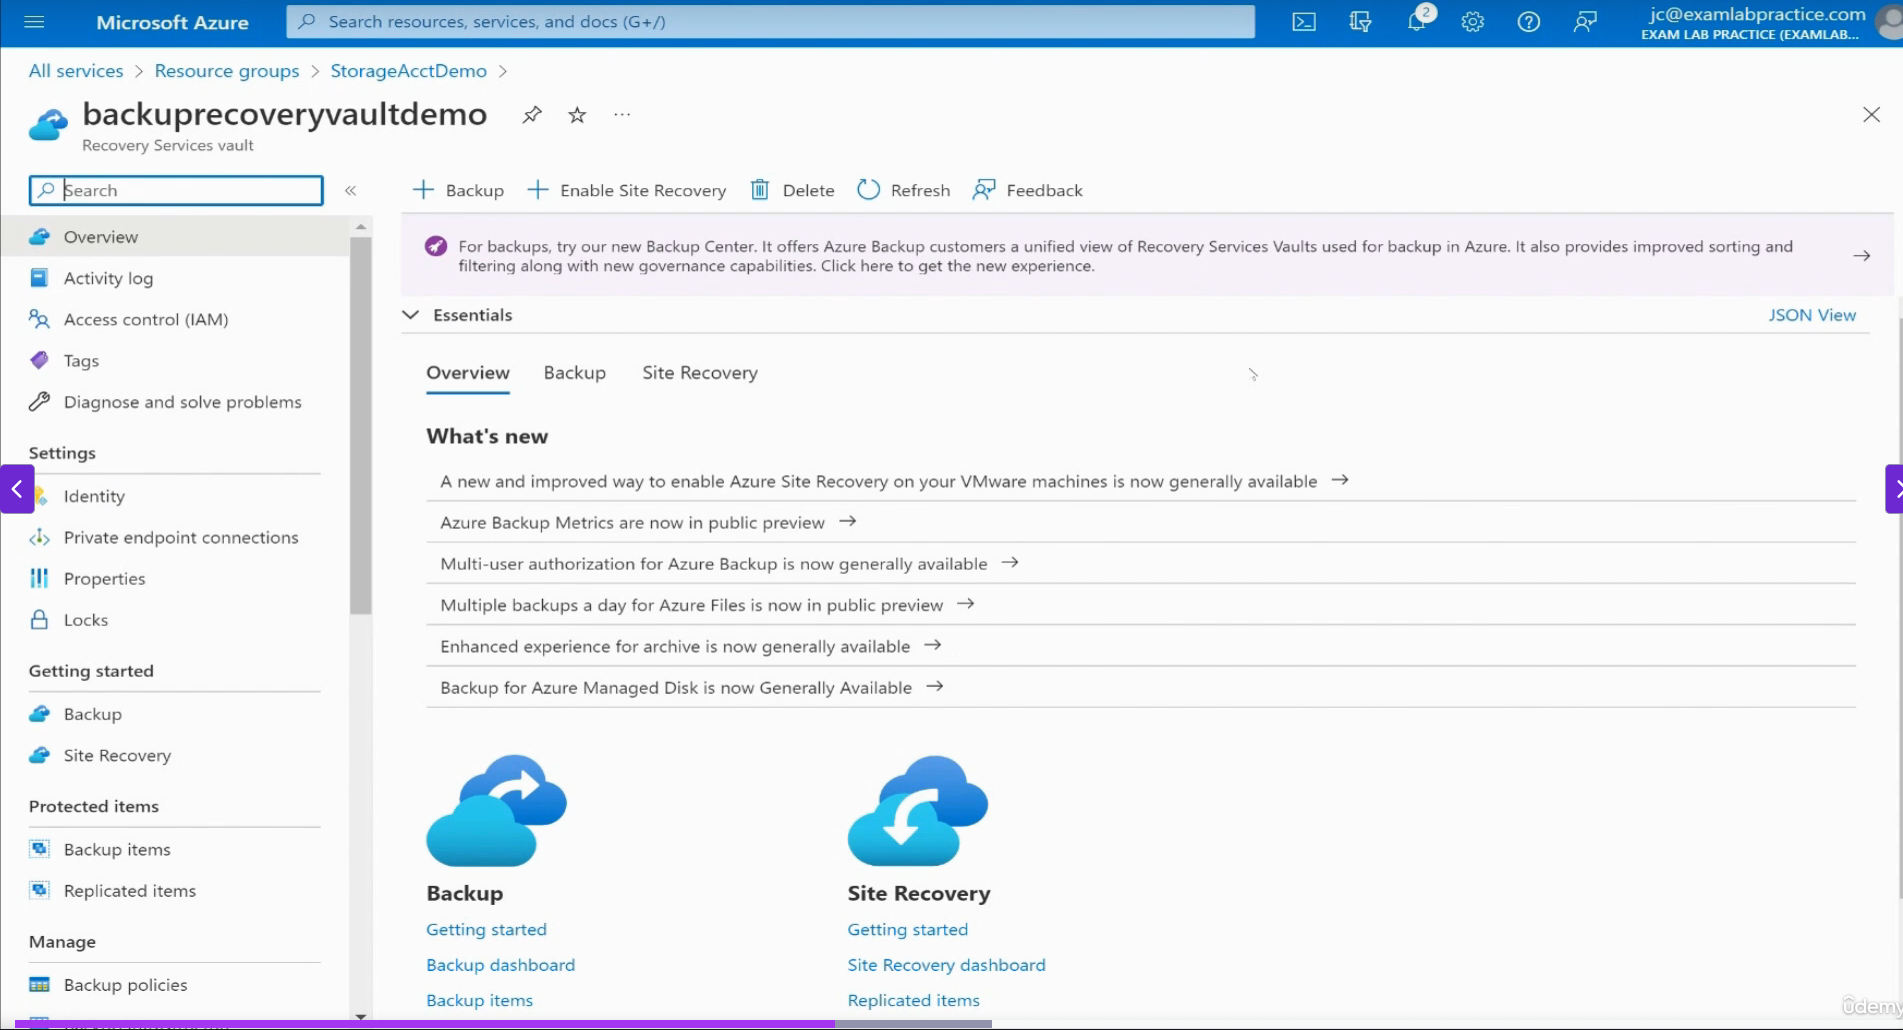 Microsoft Azure
Search resources, services, and docs (G+/)
2
jc@examlabpractice.com
EXAM LAB PRACTICE (EXAMLAB...
All services > Resource groups > StorageAcctDemo >
backuprecoveryvaultdemo
Recovery Services vault
Search
Overview
Activity log
Access control (IAM)
Tags
Diagnose and solve problems
Settings
Identity
Private endpoint connections
Properties
Locks
Getting started
Backup
Site Recovery
Protected items
Backup items
Replicated items
Manage
Backup policies
Backup
Enable Site Recovery
Delete
Refresh
Feedback
For backups, try our new Backup Center. It offers Azure Backup customers a unified view of Recovery Services Vaults used for backup in Azure. It also provides improved sorting and
filtering along with new governance capabilities. Click here to get the new experience.
Essentials
JSON View
Overview
Backup
Site Recovery
What's new
A new and improved way to enable Azure Site Recovery on your VMware machines is now generally available
Azure Backup Metrics are now in public preview
Multi-user authorization for Azure Backup is now generally available
Multiple backups a day for Azure Files is now in public preview
Enhanced experience for archive is now generally available
Backup for Azure Managed Disk is now Generally Available
Backup
Getting started
Backup dashboard
Backup items
Site Recovery
Getting started
Site Recovery dashboard
Replicated items
Udemy